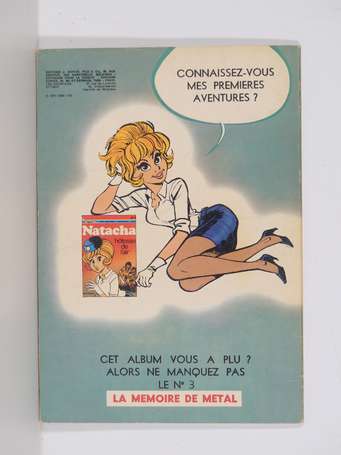 CONNAISSEZ-VOUS
MES PREMIERES
AVENTURES ?
Natacha
hôtesse
de l'air
CET ALBUM VOUS A PLU ?
ALORS NE MANQUEZ PAS
LE Nº 3
LA MEMOIRE DE METAL